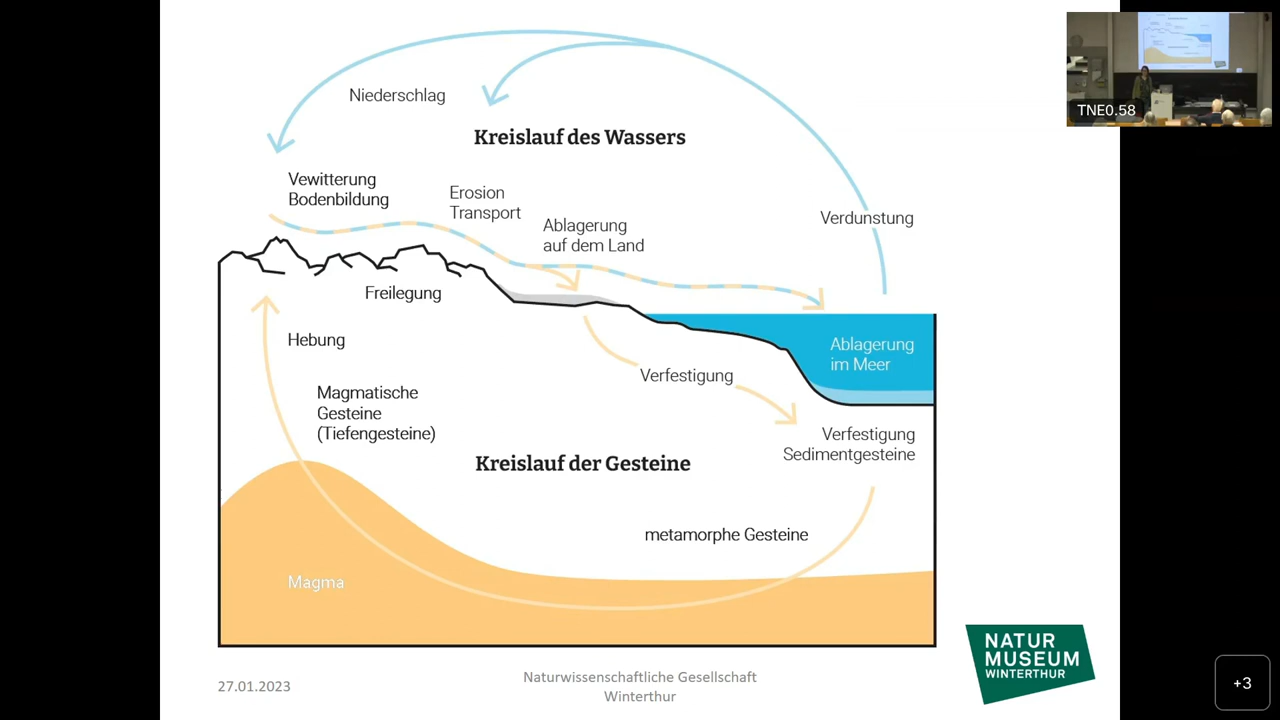 TNE0.58
Niederschlag
Kreislauf des Wassers
Vewitterung
Bodenbildung
Erosion
Transport
Ablagerung
auf dem Land
Verdunstung
Freilegung
Hebung
Ablagerung
im Meer
Verfestigung
Magmatische
Gesteine
(Tiefengesteine)
Verfestigung
Sedimentgesteine
Kreislauf der Gesteine
metamorphe Gesteine
Magma
NATUR
MUSEUM
WINTERTHUR
27.01.2023
Naturwissenschaftliche Gesellschaft
Winterthur
+3